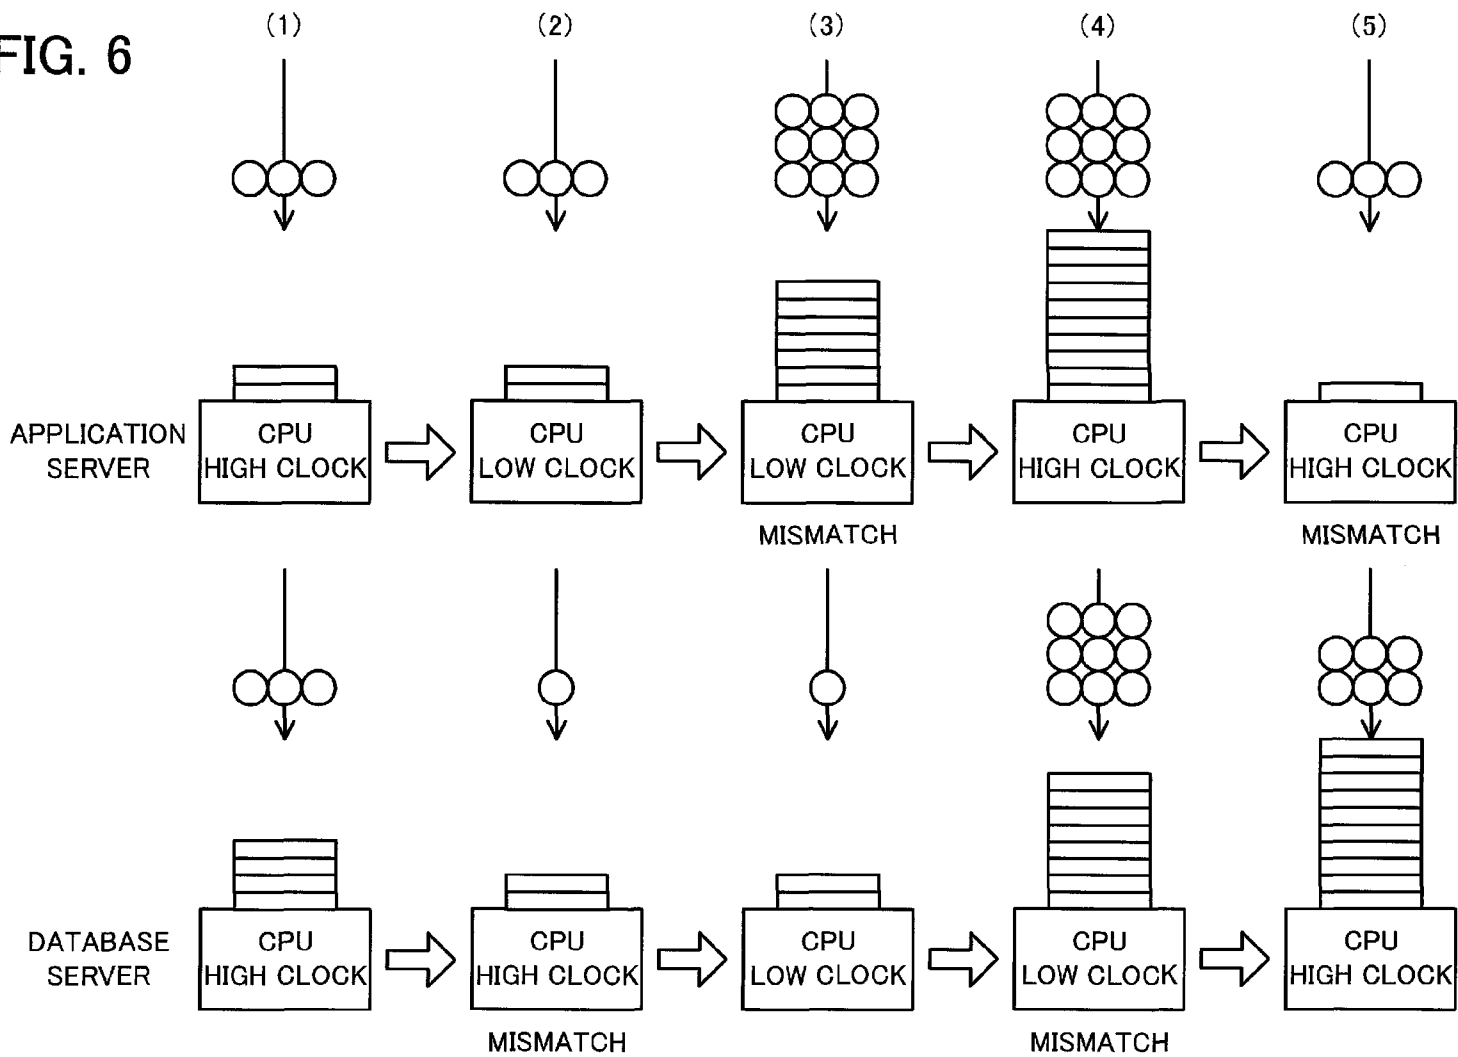 FIG. 6
(1) (2) (3) (4) (5)
APPLICATION
SERVER
CPU
HIGH CLOCK
CPU
LOW CLOCK
CPU
LOW CLOCK
CPU
HIGH CLOCK
CPU
HIGH CLOCK
MISMATCH
MISMATCH
DATABASE
SERVER
CPU
HIGH CLOCK
CPU
HIGH CLOCK
CPU
LOW CLOCK
CPU
LOW CLOCK
CPU
HIGH CLOCK
MISMATCH
MISMATCH